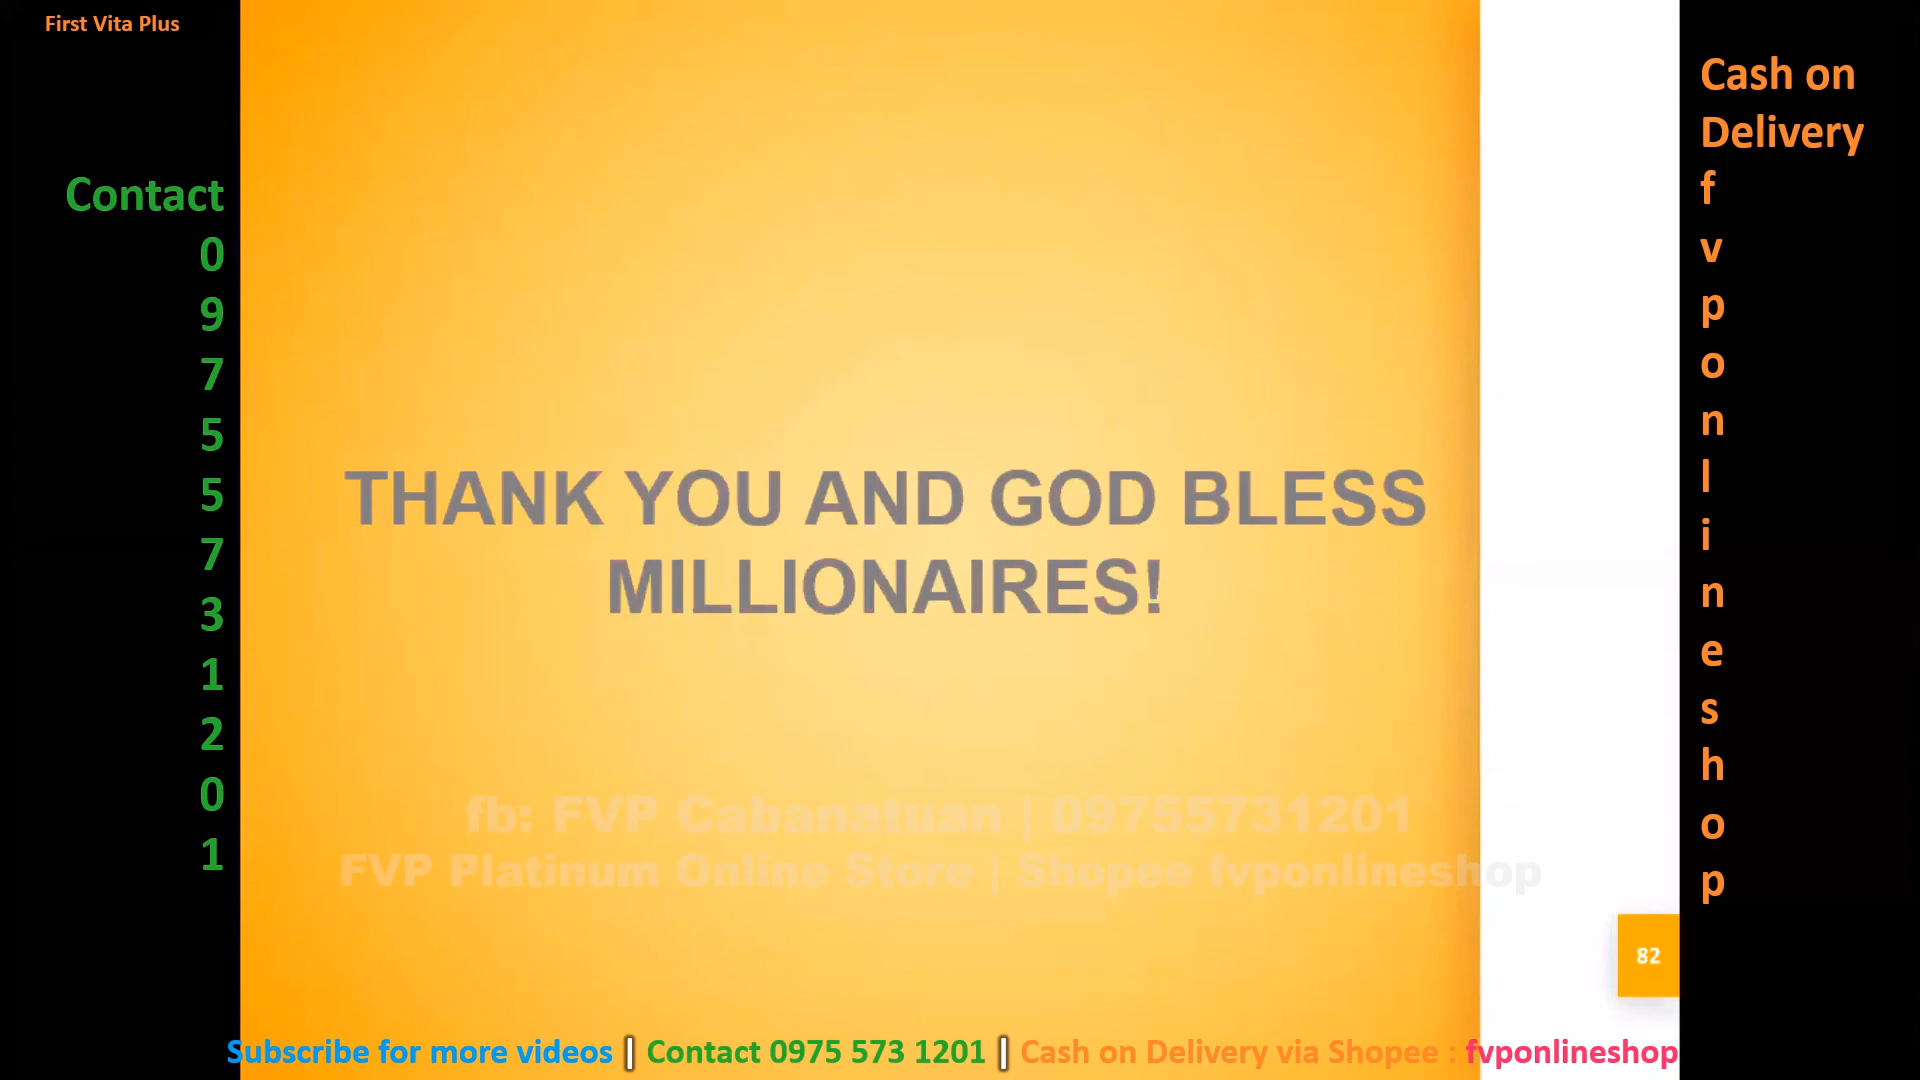 First Vita Plus
Contact
0
9
7
5
5
7
3
1
2
0
1
THANK YOU AND GOD BLESS
MILLIONAIRES!
fb: FVP Cabanatuan | 09755731201
FVP Platinum Online Store | Shopee fvponlineshop
82
Cash on
Delivery
f
v
p
o
n
l
i
n
e
s
h
o
p
Subscribe for more videos | Contact 0975 573 1201 | Cash on Delivery via Shopee : fvponlineshop